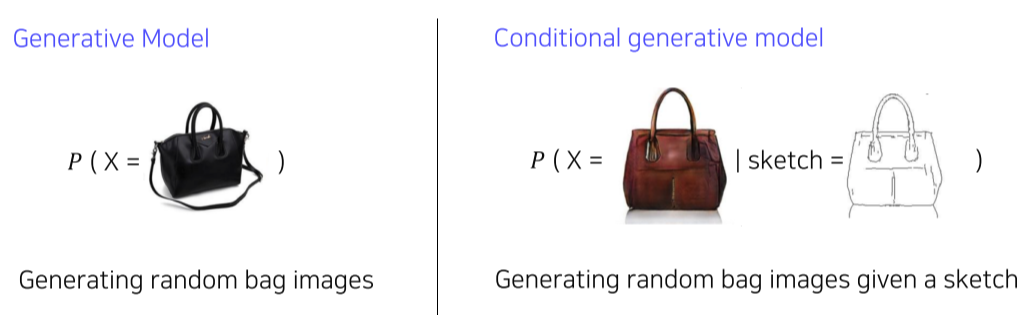 Generative Model
P ( X = )
Generating random bag images
Conditional generative model
P ( X = | sketch = )
Generating random bag images given a sketch